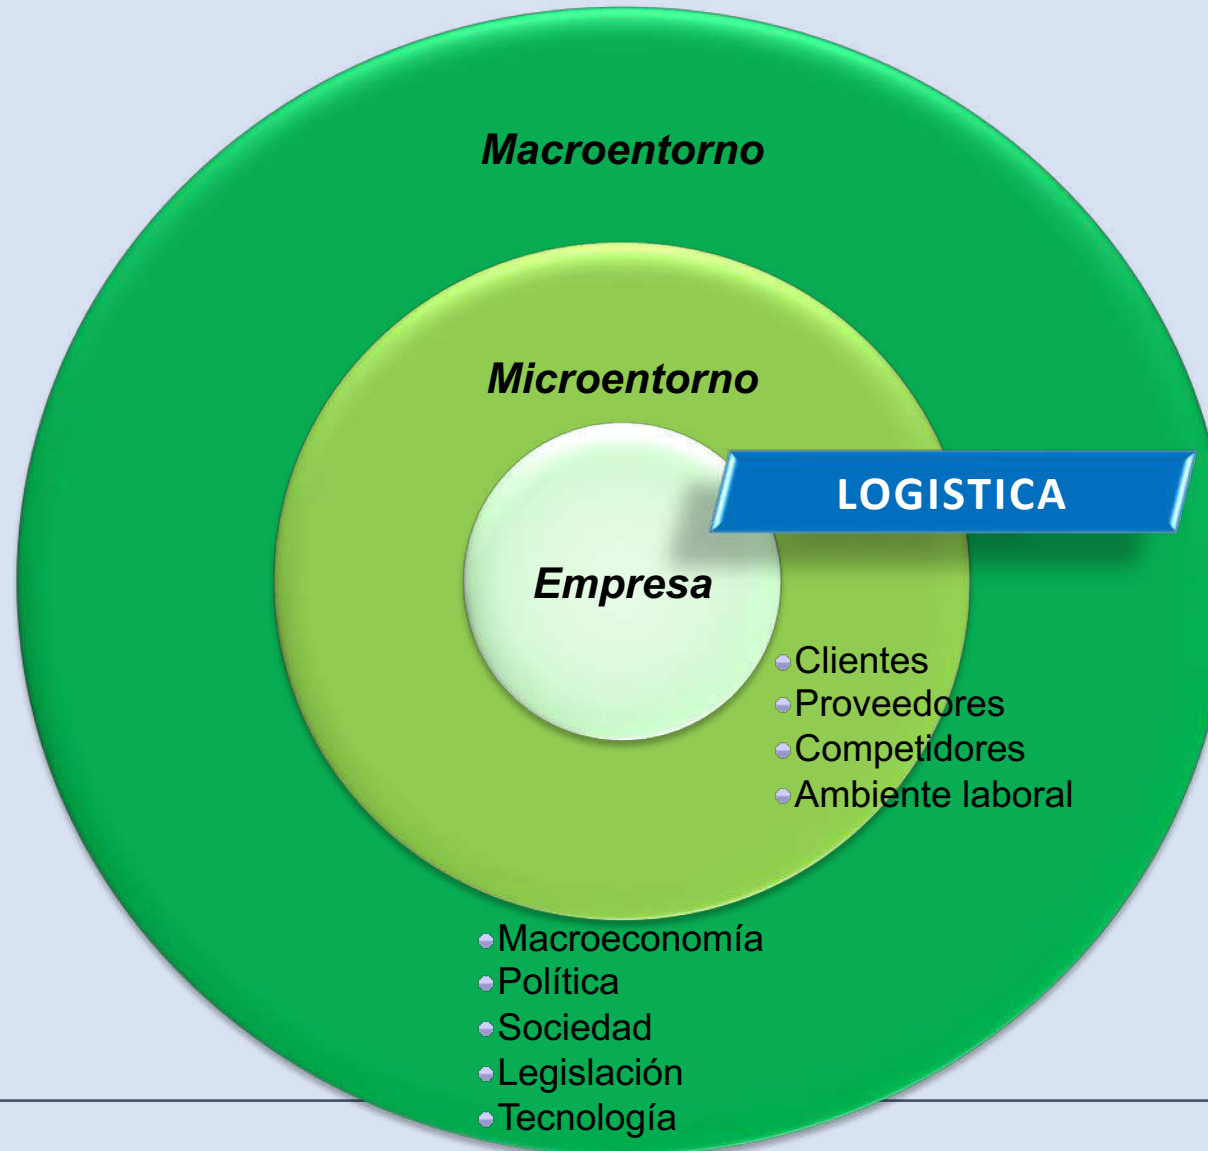 Macroentorno
Microentorno
LOGISTICA
Empresa
Clientes
Proveedores
Competidores
Ambiente laboral
Macroeconomía
Política
Sociedad
Legislación
Tecnología